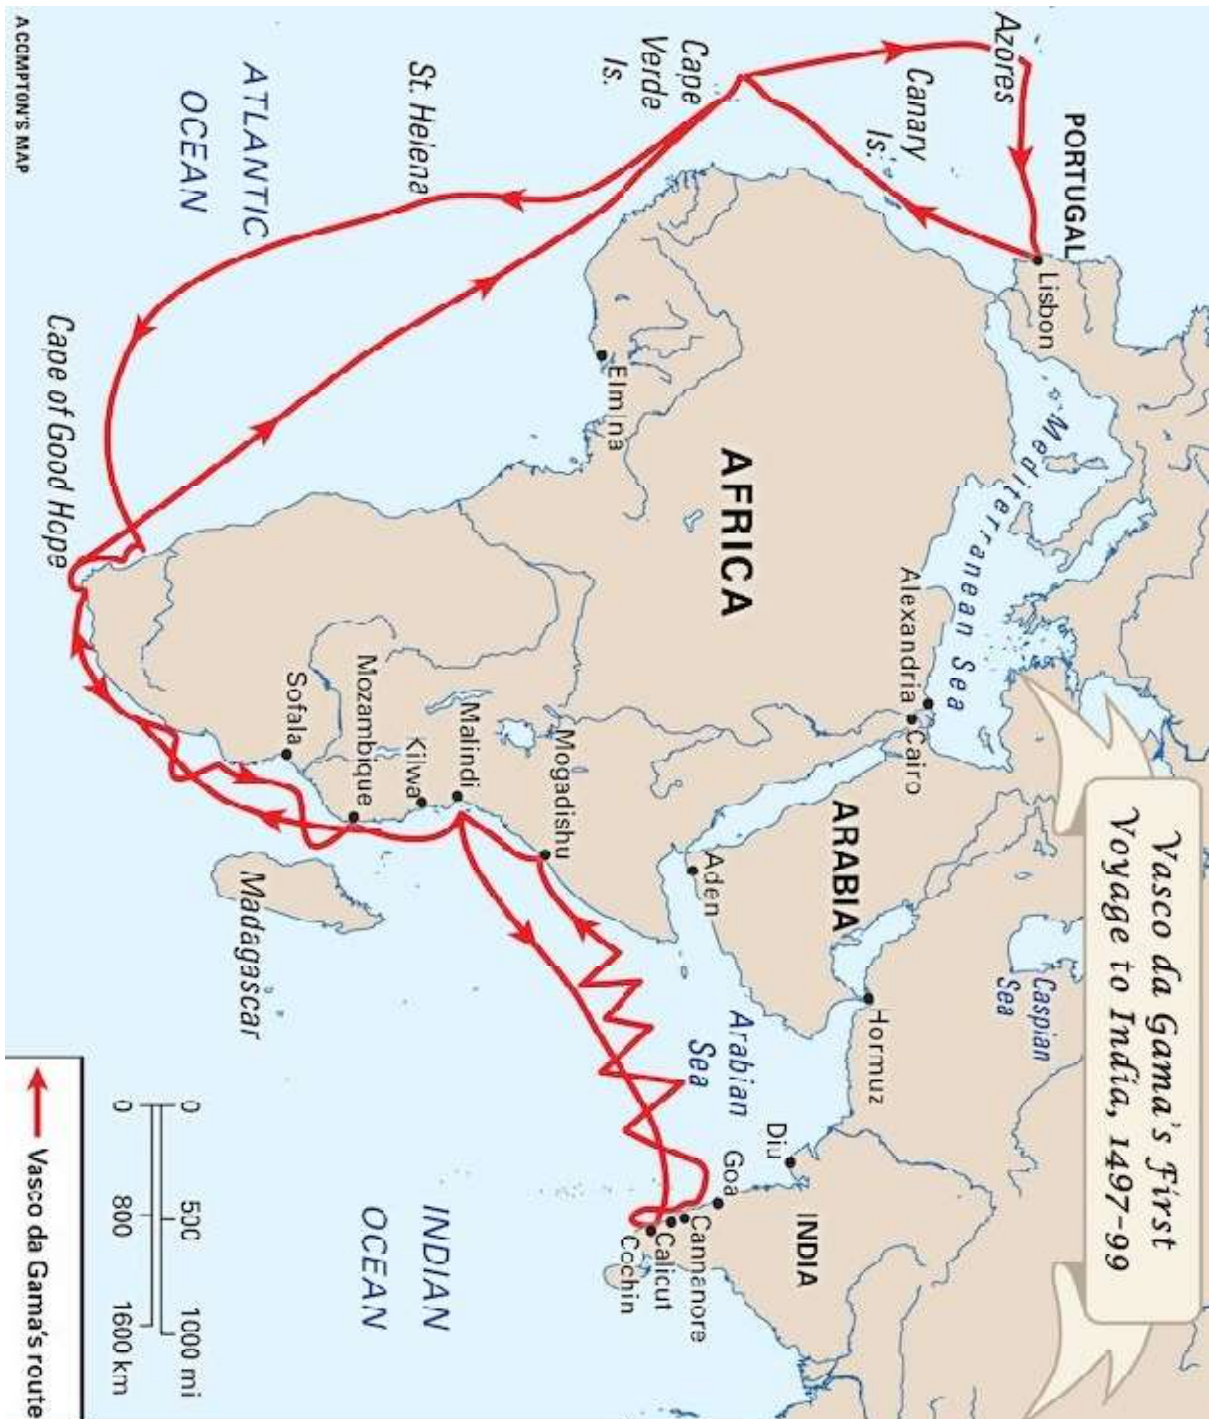 Vasco da Gama's First
Voyage to India, 1497-99
PORTUGAL
Lisbon
Azores
Caspian
Sea
Mediterranean Sea
Canary
Is.
Alexandria
Cairo
Hormuz
ARABIA
Diu
INDIA
AFRICA
Aden
Arabian
Sea
Goa
Cannanore
Calicut
Cochin
Cape
Verde
Is.
Elmina
Mogadishu
Malindi
Kilwa
Mozambique
Sofala
Madagascar
St. Helena
INDIAN
OCEAN
ATLANTIC
OCEAN
Cape of Good Hope
0 500 1000 mi
0 800 1600 km
Vasco da Gama's route
A COMPTON'S MAP